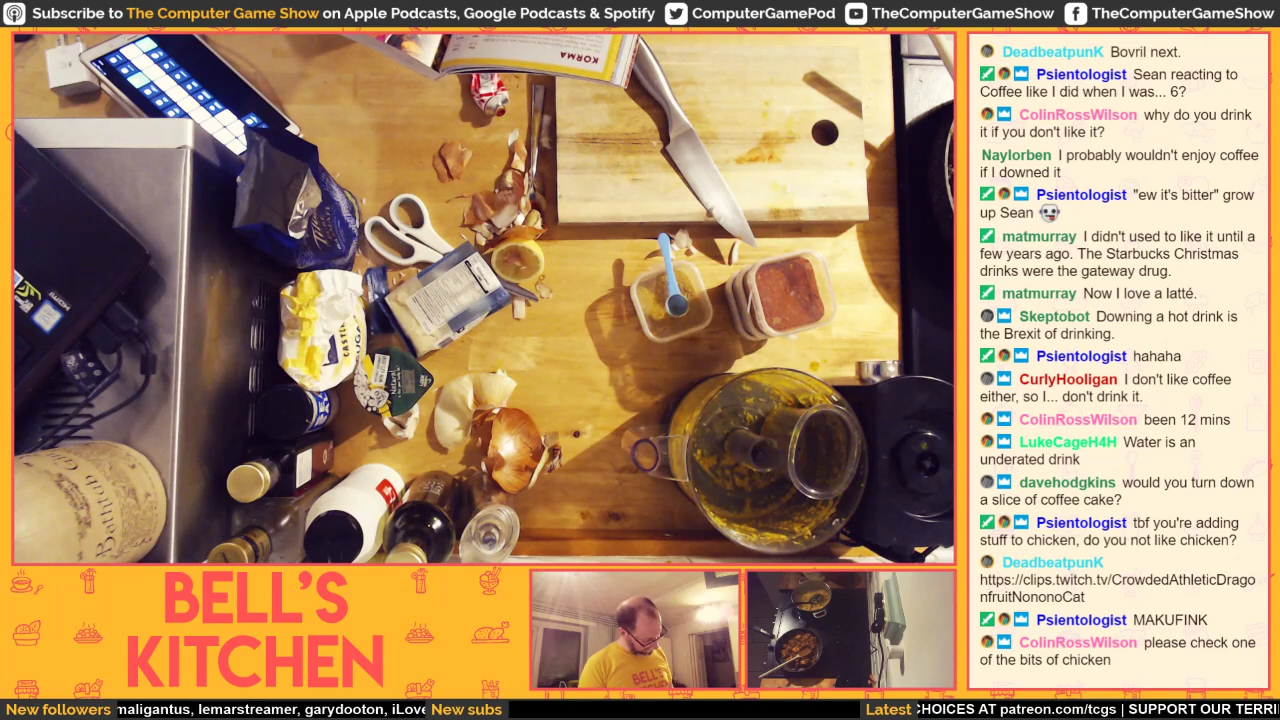 Subscribe to The Computer Game Show on Apple Podcasts, Google Podcasts & Spotify
ComputerGamePod
TheComputerGameShow
TheComputerGameShow
KORMA
HDMI
DeadbeatpunK Bovril next.
Psientologist Sean reacting to
Coffee like I did when I was... 6?
ColinRossWilson why do you drink
it if you don't like it?
Naylorben I probably wouldn't enjoy coffee
if I downed it
Psientologist "ew it's bitter" grow
up Sean
matmurray I didn't used to like it until a
few years ago. The Starbucks Christmas
drinks were the gateway drug.
matmurray Now I love a latté.
Skeptobot Downing a hot drink is
the Brexit of drinking.
Psientologist hahaha
CurlyHooligan I don't like coffee
either, so I... don't drink it.
ColinRossWilson been 12 mins
LukeCageH4H Water is an
underated drink
davehodgkins would you turn down
a slice of coffee cake?
Psientologist tbf you're adding
stuff to chicken, do you not like chicken?
DeadbeatpunK
https://clips.twitch.tv/CrowdedAthleticDrago
nfruitNononoCat
Psientologist MAKUFINK
ColinRossWilson please check one
of the bits of chicken
BELL'S
KITCHEN
New followers maligantus, lemarstreamer, garydooton, iLove
New subs
Latest CHOICES AT patreon.com/tcgs | SUPPORT OUR TERRI